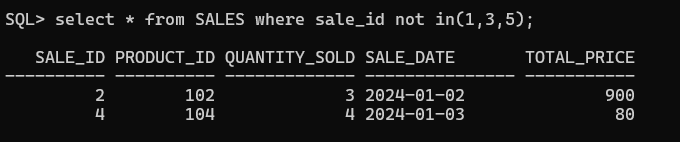 SQL> select * from SALES where sale_id not in(1,3,5);
   SALE_ID PRODUCT_ID QUANTITY_SOLD SALE_DATE       TOTAL_PRICE
---------- ---------- ------------- --------------- -----------
         2        102             3 2024-01-02              900
         4        104             4 2024-01-03               80